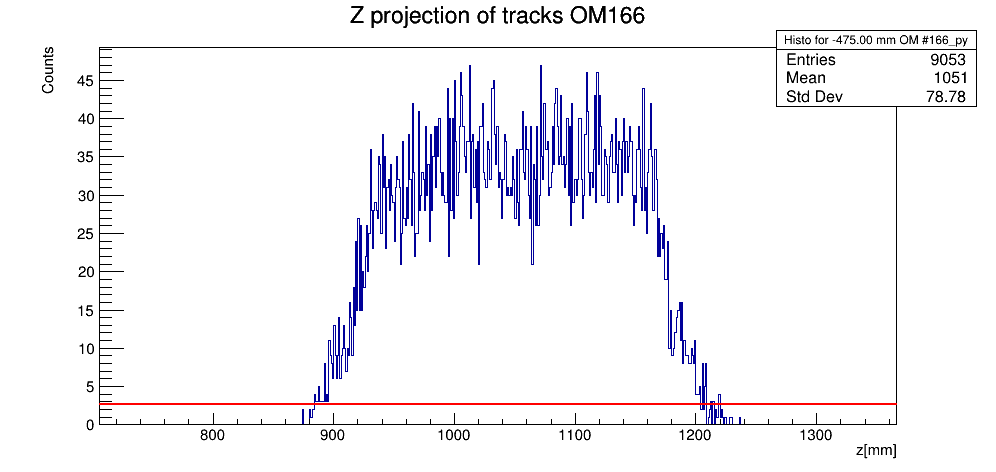 Z projection of tracks OM166
Histo for -475.00 mm OM #166_py
Entries 9053
Mean 1051
Std Dev 78.78
Counts
45
40
35
30
25
20
15
10
5
0
800 900 1000 1100 1200 1300
z[mm]